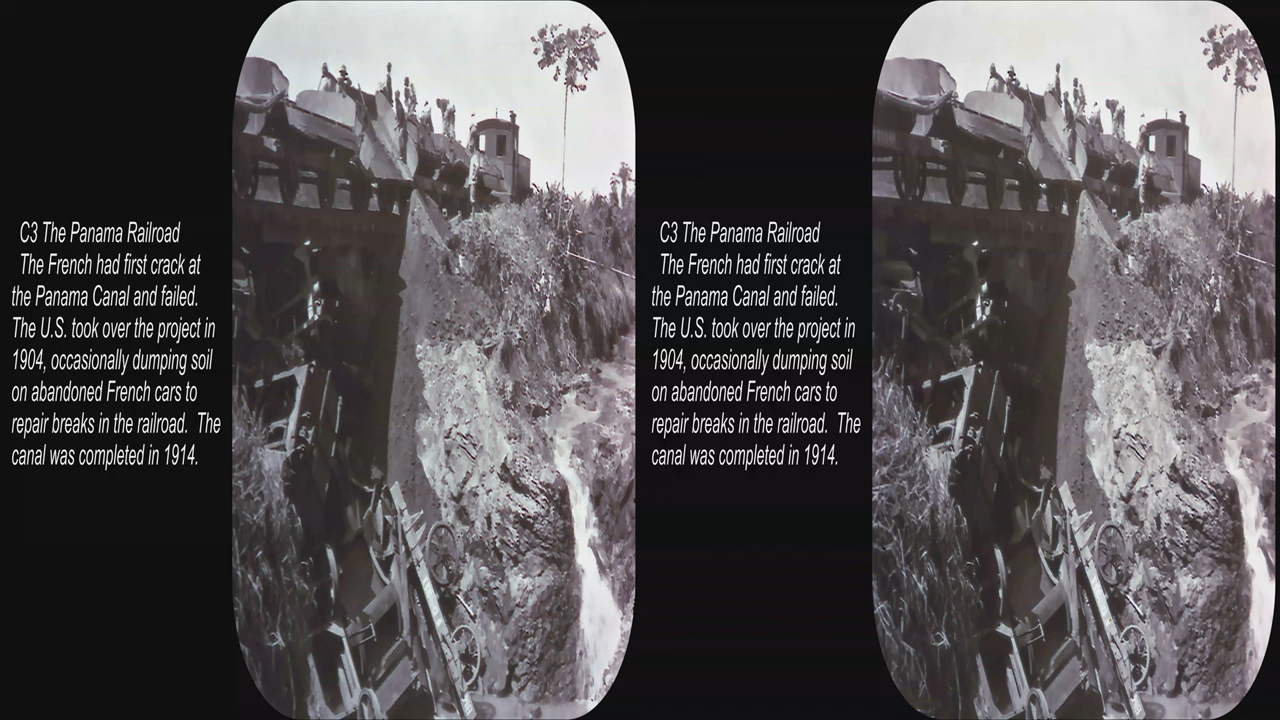 C3 The Panama Railroad
The French had first crack at
the Panama Canal and failed.
The U.S. took over the project in
1904, occasionally dumping soil
on abandoned French cars to
repair breaks in the railroad.  The
canal was completed in 1914.
C3 The Panama Railroad
The French had first crack at
the Panama Canal and failed.
The U.S. took over the project in
1904, occasionally dumping soil
on abandoned French cars to
repair breaks in the railroad.  The
canal was completed in 1914.